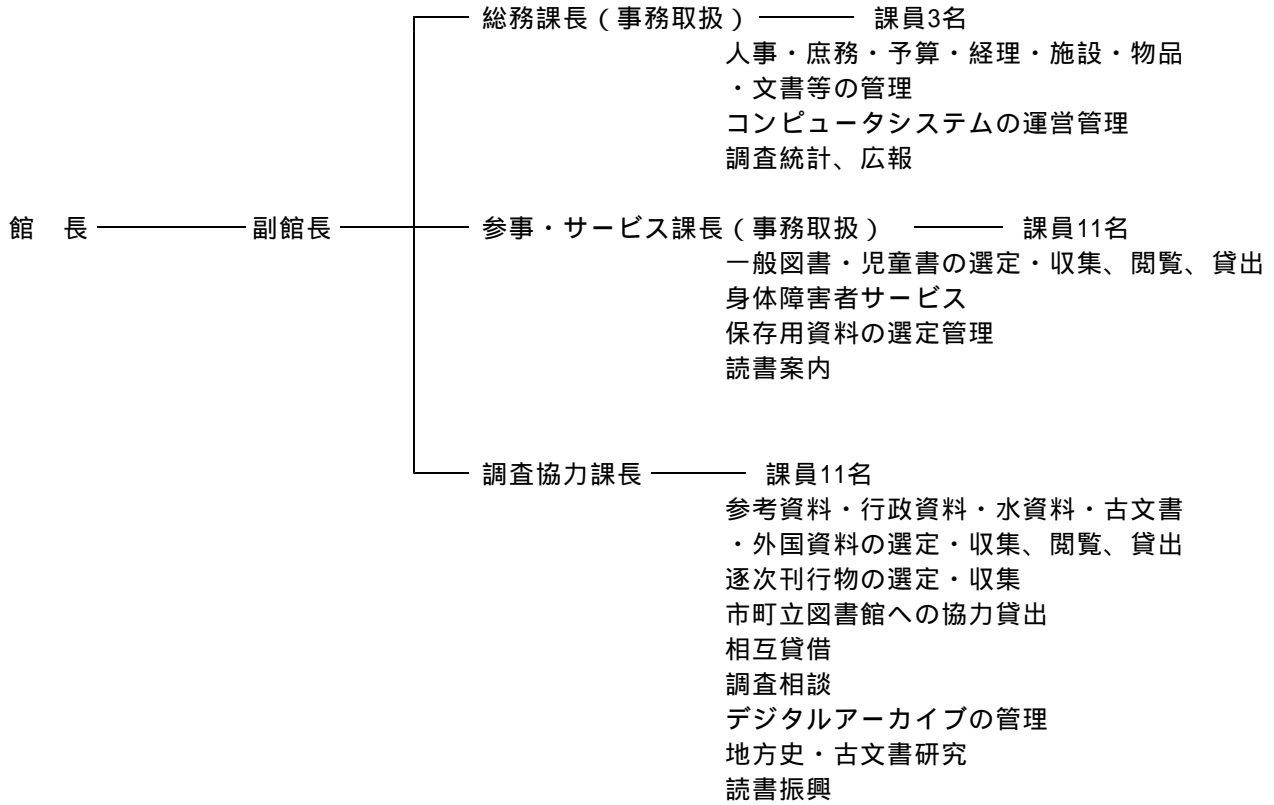 総務課長(事務取扱) 課員3名
人事・庶務・予算・経理・施設・物品
・文書等の管理
コンピュータシステムの運営管理
調査統計、広報
館 長 副館長 参事・サービス課長(事務取扱) 課員11名
一般図書・児童書の選定・収集、閲覧、貸出
身体障害者サービス
保存用資料の選定管理
読書案内
調査協力課長 課員11名
参考資料・行政資料・水資料・古文書
・外国資料の選定・収集、閲覧、貸出
逐次刊行物の選定・収集
市町立図書館への協力貸出
相互貸借
調査相談
デジタルアーカイブの管理
地方史・古文書研究
読書振興